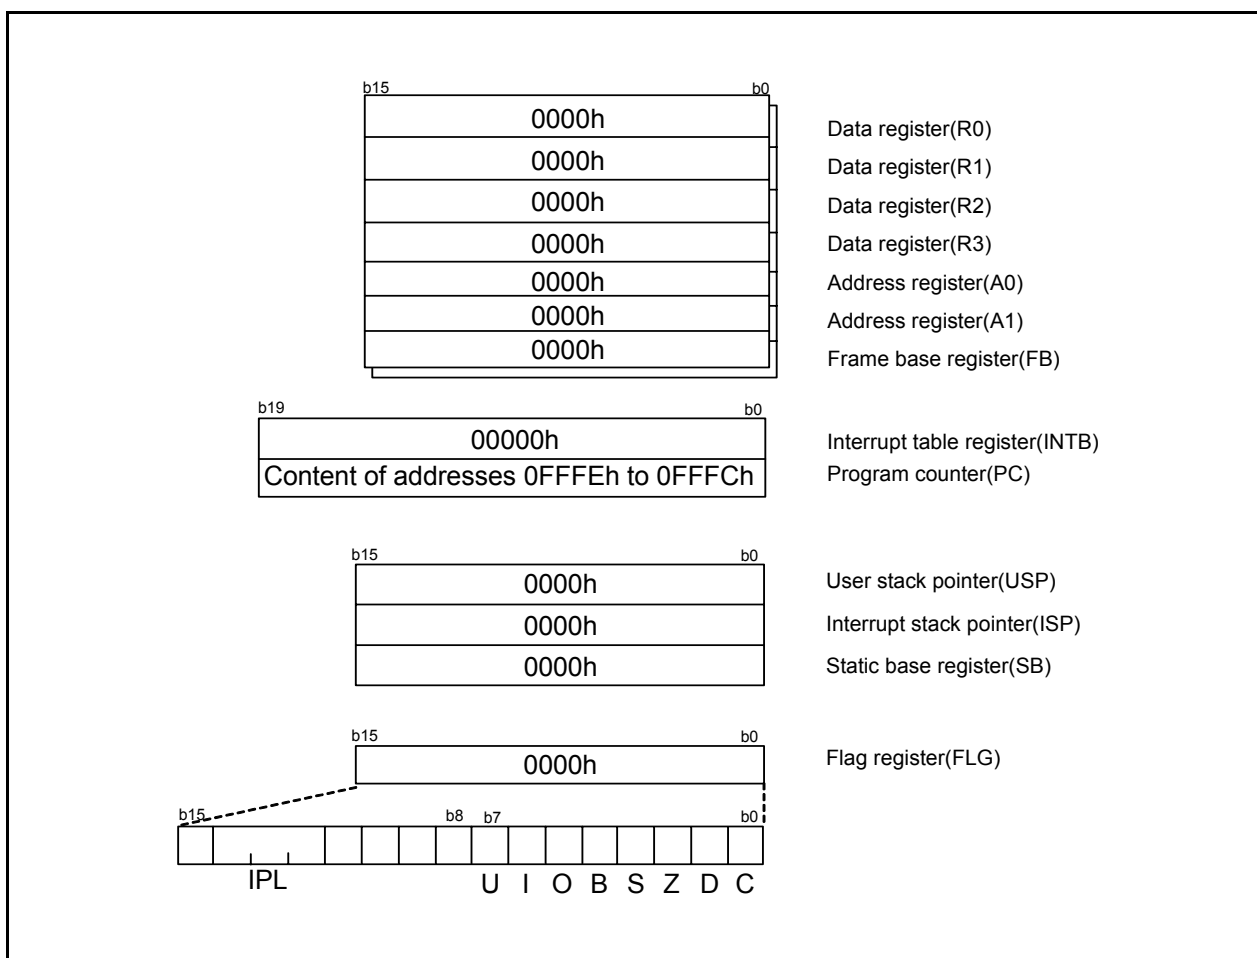 b15 b0
0000h Data register(R0)
0000h Data register(R1)
0000h Data register(R2)
0000h Data register(R3)
0000h Address register(A0)
0000h Address register(A1)
0000h Frame base register(FB)
b19 b0
00000h Interrupt table register(INTB)
Content of addresses 0FFFEh to 0FFFCh Program counter(PC)
b15 b0
0000h User stack pointer(USP)
0000h Interrupt stack pointer(ISP)
0000h Static base register(SB)
b15 b0
0000h Flag register(FLG)
b15 b8 b7 b0
IPL U I O B S Z D C